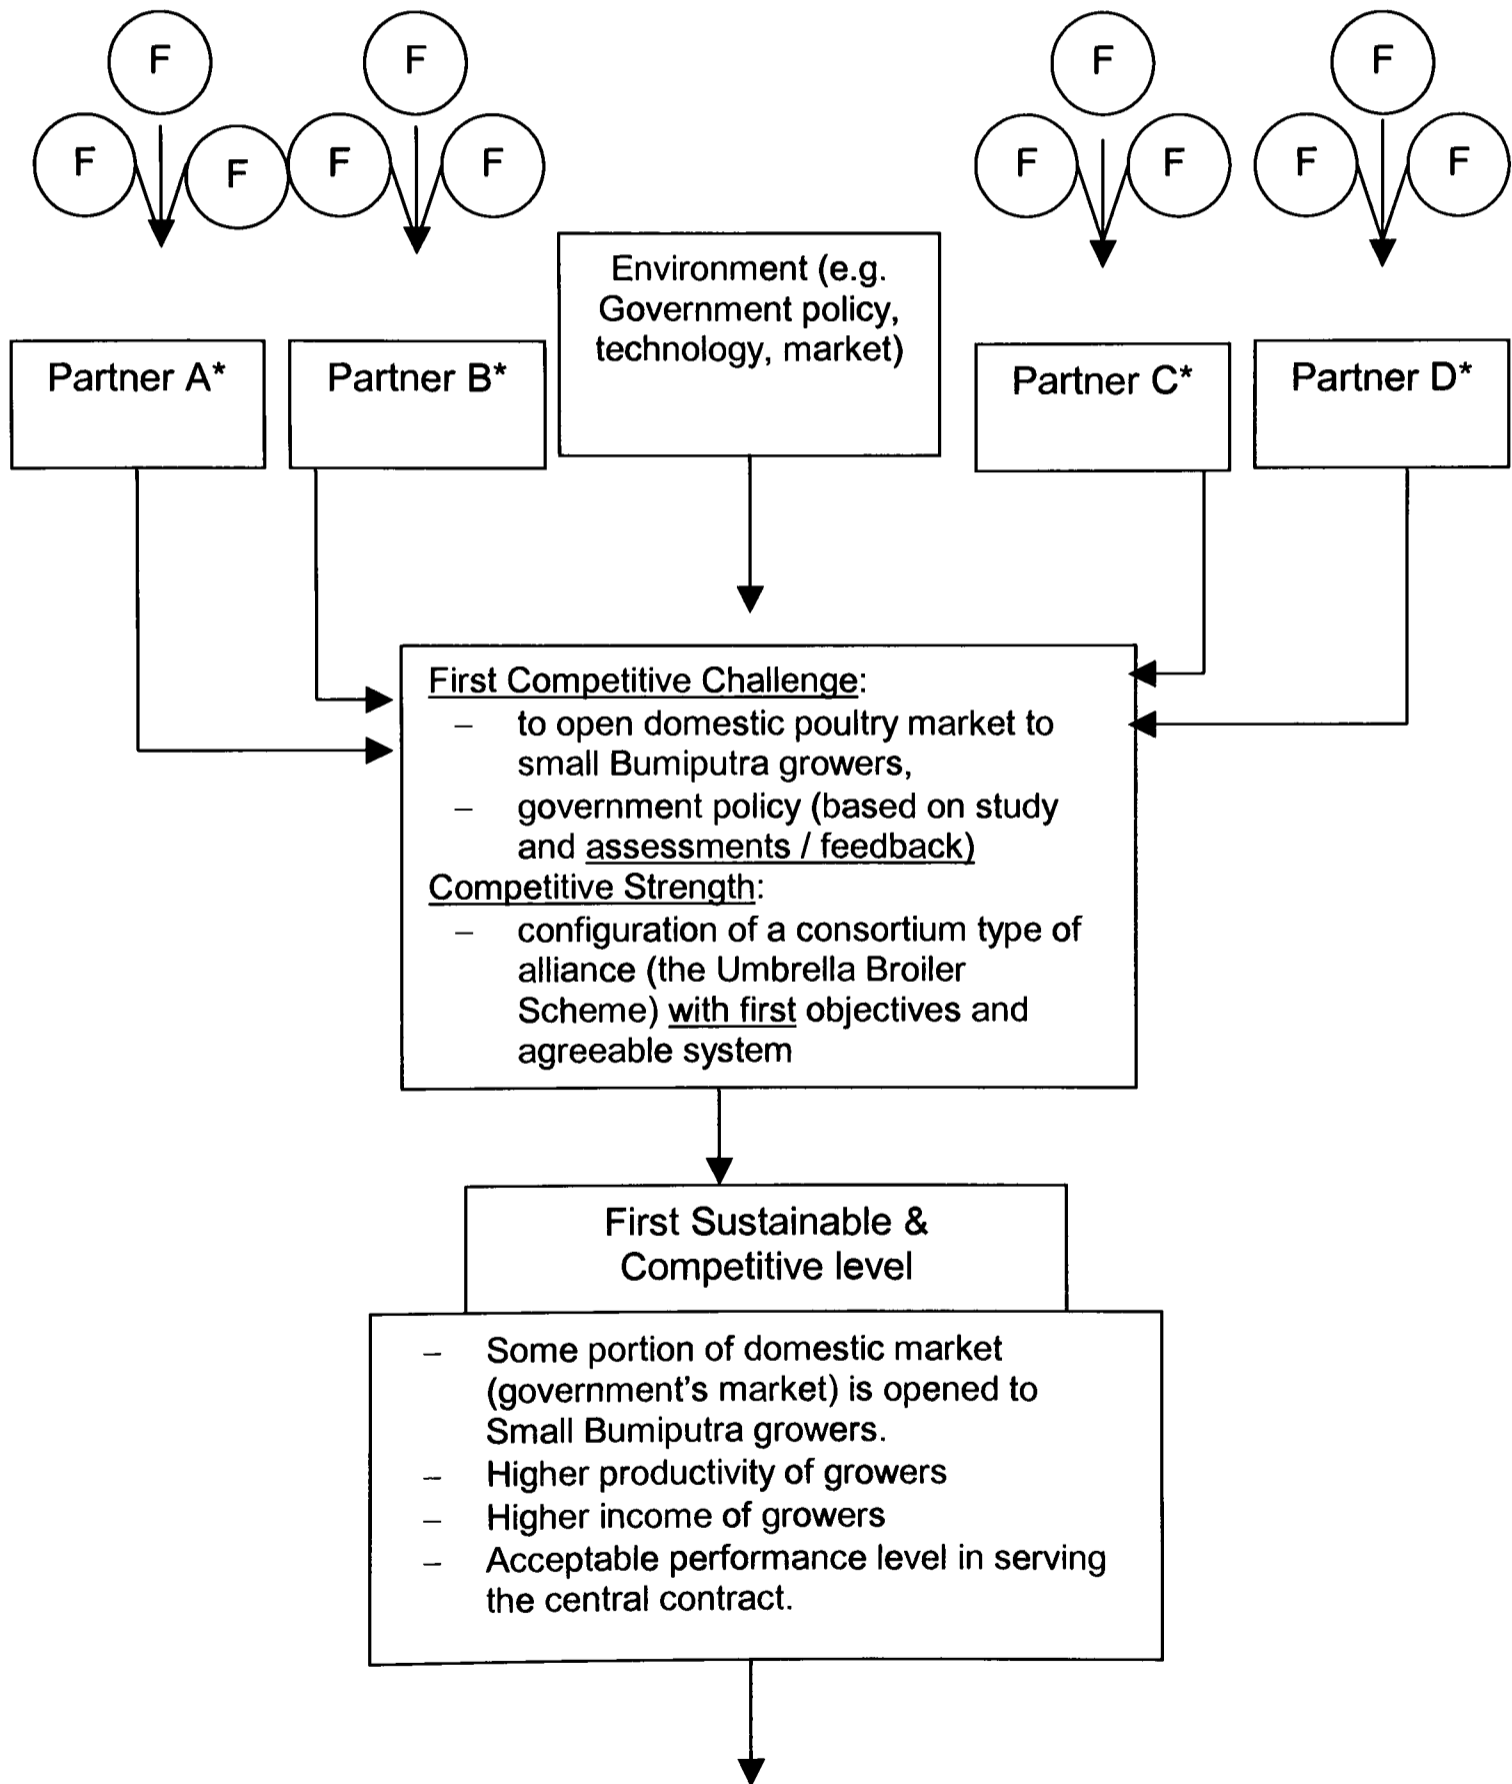 F
F
F
F
F
F
F
F
F
F
F
F
Environment (e.g.
Government policy,
technology, market)
Partner A*
Partner B*
Partner C*
Partner D*
First Competitive Challenge:
– to open domestic poultry market to
small Bumiputra growers,
– government policy (based on study
and assessments / feedback)
Competitive Strength:
– configuration of a consortium type of
alliance (the Umbrella Broiler
Scheme) with first objectives and
agreeable system
First Sustainable &
Competitive level
– Some portion of domestic market
(government's market) is opened to
Small Bumiputra growers.
– Higher productivity of growers
– Higher income of growers
– Acceptable performance level in serving
the central contract.